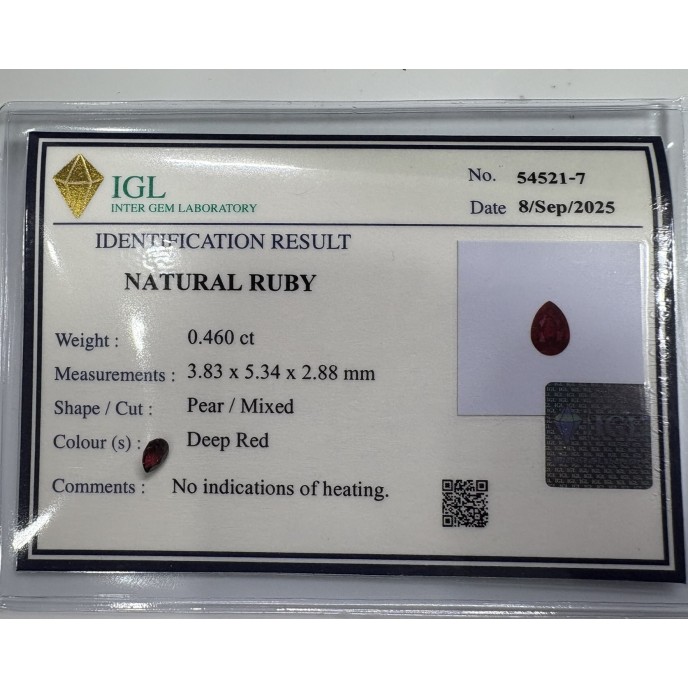 IGL
INTER GEM LABORATORY
No. 54521-7
Date 8/Sep/2025
IDENTIFICATION RESULT
NATURAL RUBY
Weight : 0.460 ct
Measurements : 3.83 x 5.34 x 2.88 mm
Shape / Cut : Pear / Mixed
Colour (s) : Deep Red
Comments : No indications of heating.
IGL